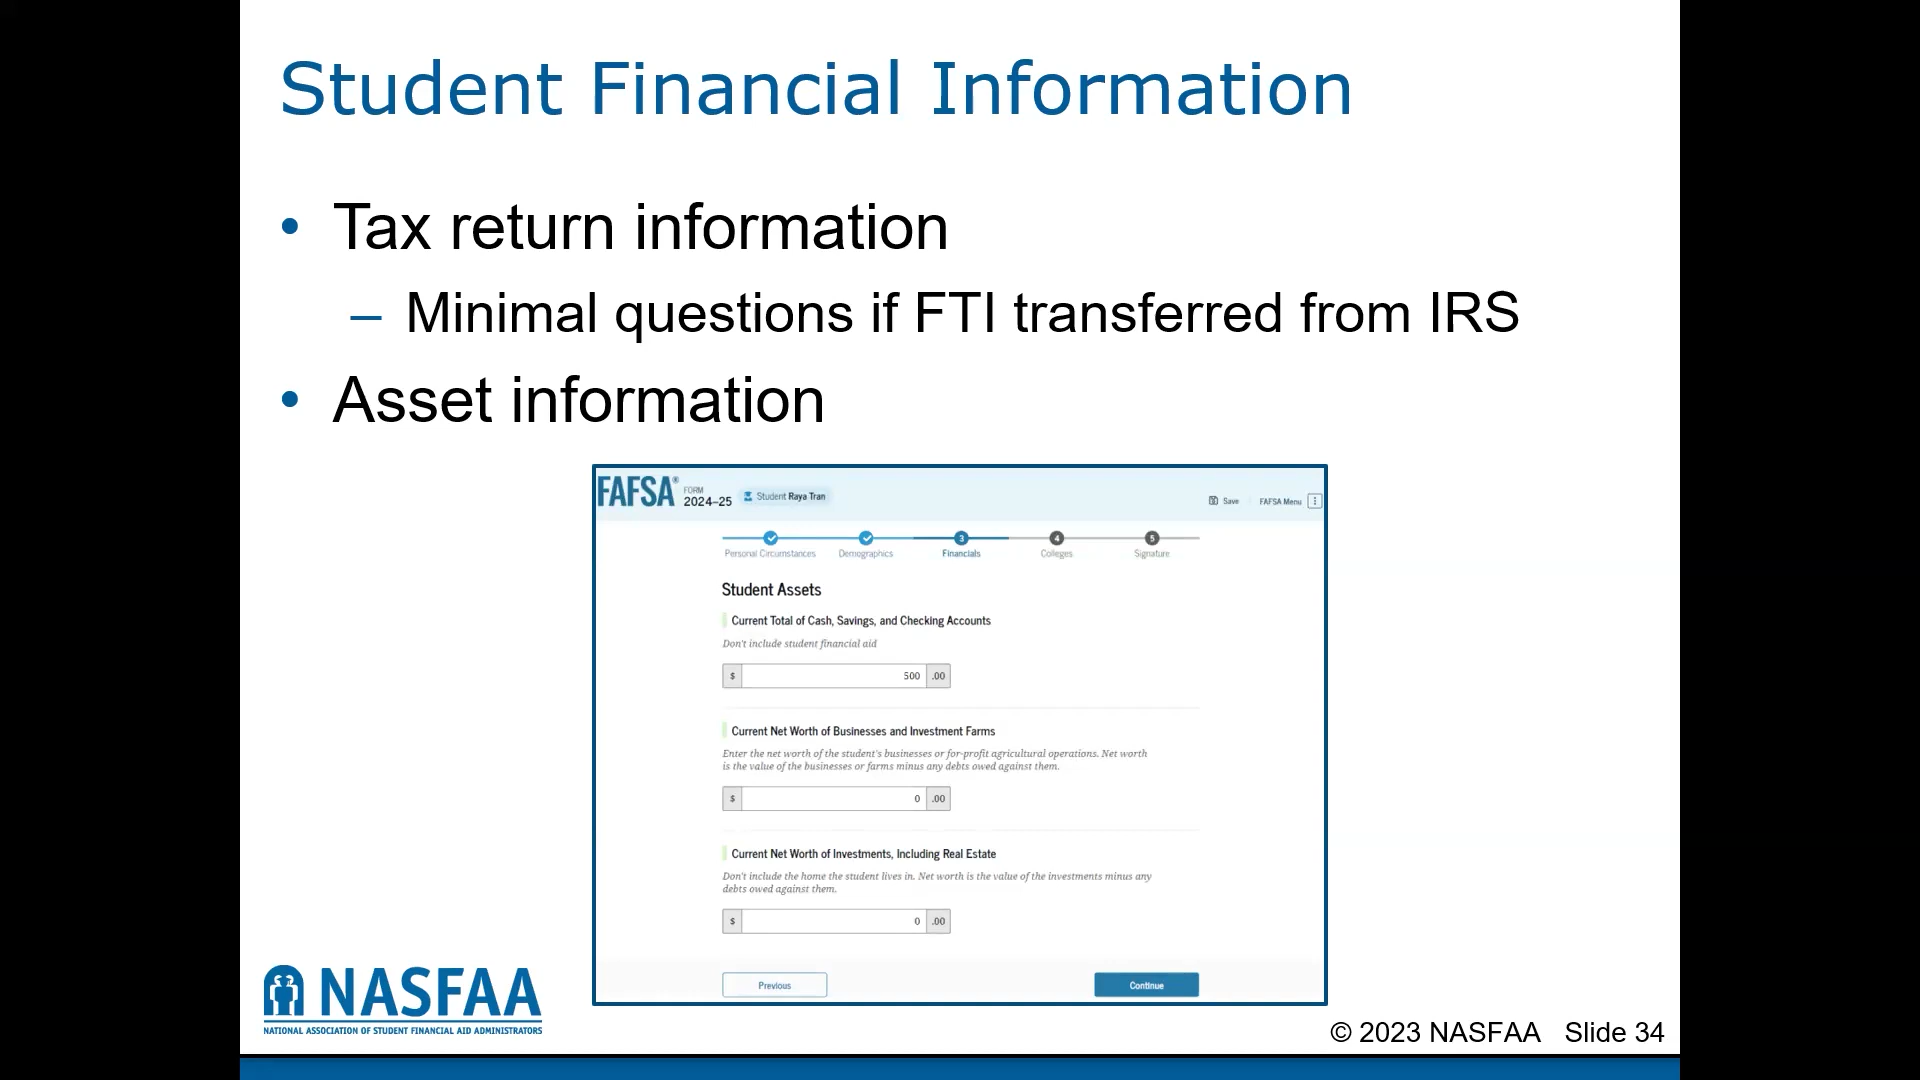 Student Financial Information
• Tax return information
– Minimal questions if FTI transferred from IRS
• Asset information
FAFSA® FORM 2024–25 Student Raya Tran Save FAFSA Menu
3 4 5
Personal Circumstances Demographics Financials Colleges Signature
Student Assets
Current Total of Cash, Savings, and Checking Accounts
Don't include student financial aid
$ 500 .00
Current Net Worth of Businesses and Investment Farms
Enter the net worth of the student's businesses or for-profit agricultural operations. Net worth
is the value of the businesses or farms minus any debts owed against them.
$ 0 .00
Current Net Worth of Investments, Including Real Estate
Don't include the home the student lives in. Net worth is the value of the investments minus any
debts owed against them.
$ 0 .00
Previous Continue
NASFAA
NATIONAL ASSOCIATION OF STUDENT FINANCIAL AID ADMINISTRATORS
© 2023 NASFAA Slide 34